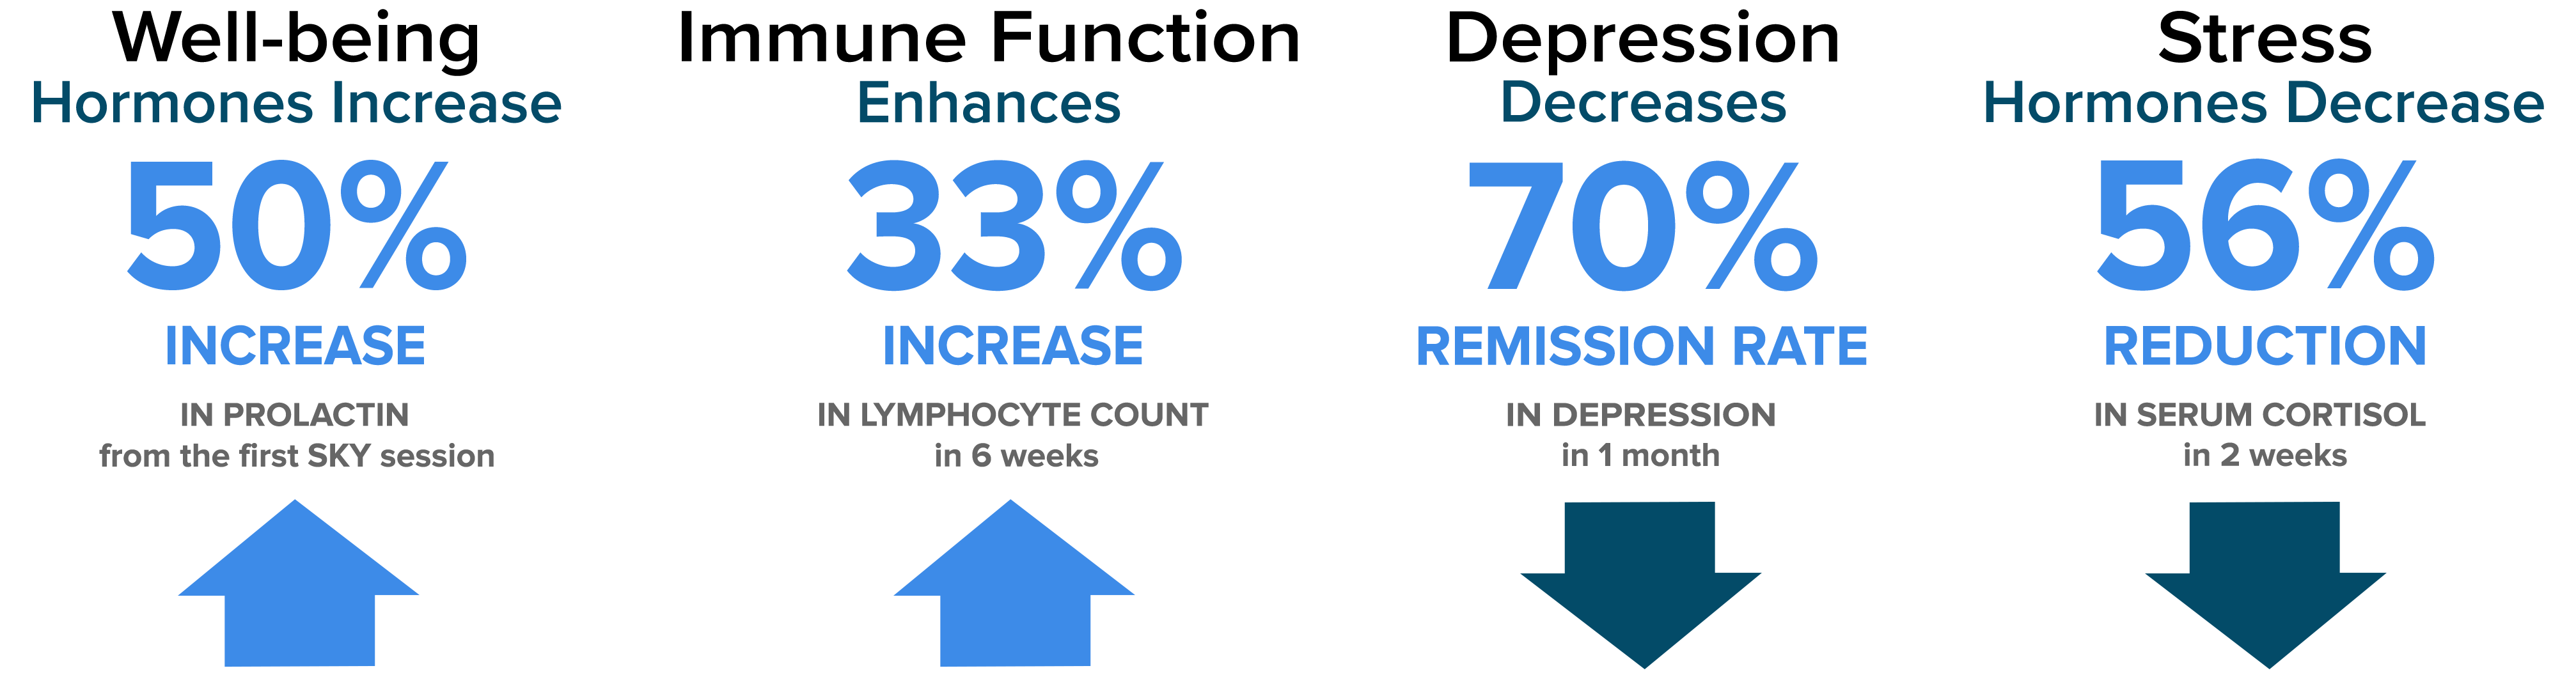 Well-being
Hormones Increase
50%
INCREASE
IN PROLACTIN
from the first SKY session
Immune Function
Enhances
33%
INCREASE
IN LYMPHOCYTE COUNT
in 6 weeks
Depression
Decreases
70%
REMISSION RATE
IN DEPRESSION
in 1 month
Stress
Hormones Decrease
56%
REDUCTION
IN SERUM CORTISOL
in 2 weeks